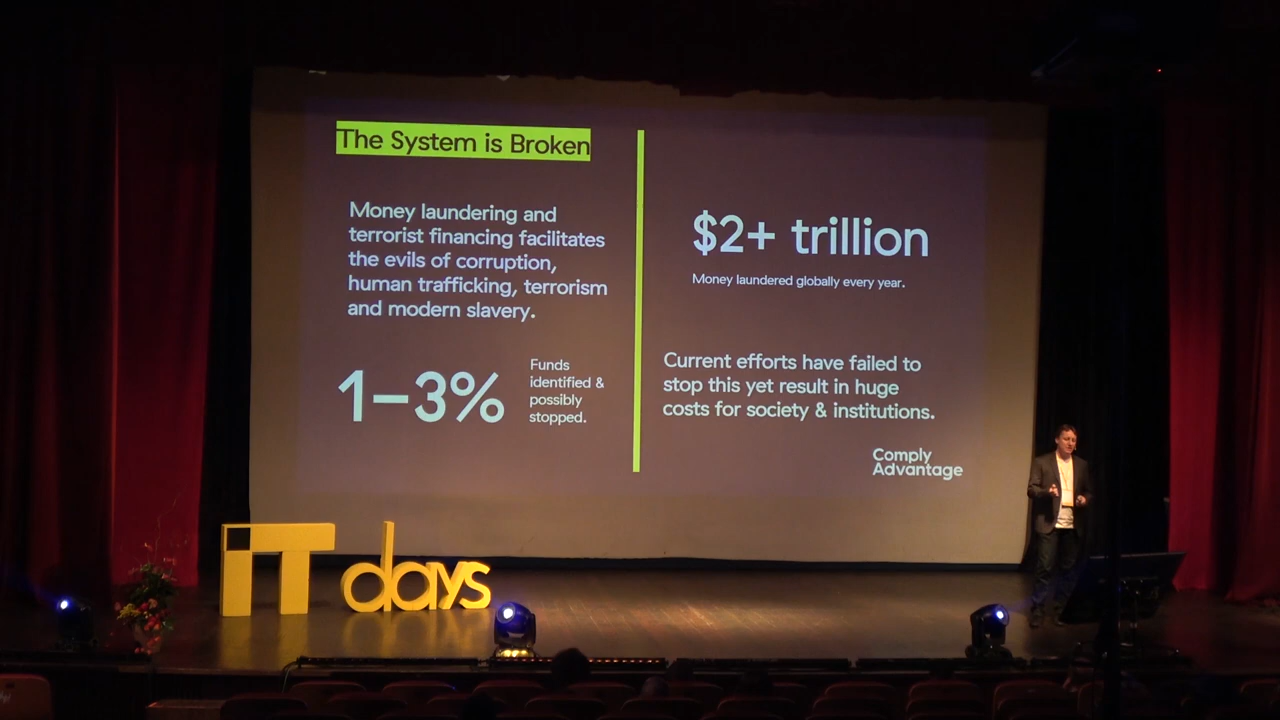 The System is Broken
Money laundering and
terrorist financing facilitates
the evils of corruption,
human trafficking, terrorism
and modern slavery.
1–3%
Funds
identified &
possibly
stopped.
$2+ trillion
Money laundered globally every year.
Current efforts have failed to
stop this yet result in huge
costs for society & institutions.
Comply
Advantage
iT days